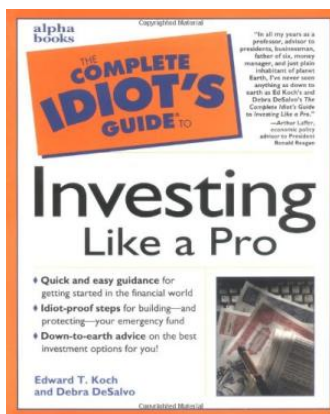 Copyrighted Material
alpha
books
THE
COMPLETE
IDIOT'S
GUIDE® TO
"In all my years as a
professor, advisor to
presidents, businessman,
father of six, money
manager, and just plain
inhabitant of planet
Earth, I've never seen
anything as down to
earth as Ed Koch's and
Debra DeSalvo's The
Complete Idiot's Guide
to Investing Like a Pro."
—Arthur Laffer,
economic policy
advisor to President
Ronald Reagan
Investing
Like a Pro
♦ Quick and easy guidance for
getting started in the financial world
♦ Idiot-proof steps for building—and
protecting—your emergency fund
♦ Down-to-earth advice on the best
investment options for you!
Edward T. Koch
and Debra DeSalvo
Copyrighted Material